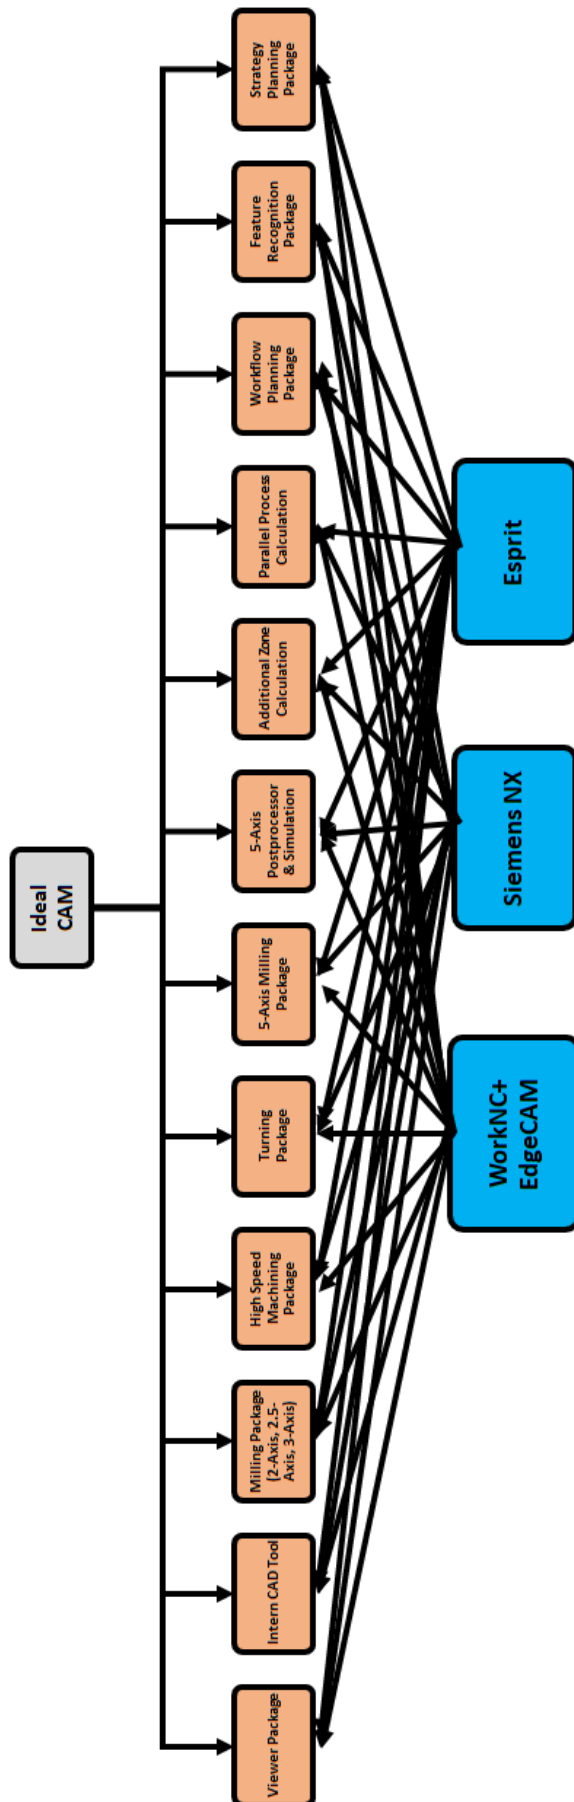 Ideal
CAM
Viewer Package
Intern CAD Tool
Milling Package
(2-Axis, 2.5-
Axis, 3-Axis)
High Speed
Machining
Package
Turning
Package
5-Axis Milling
Package
5-Axis
Postprocessor
& Simulation
Additional Zone
Calculation
Parallel Process
Calculation
Workflow
Planning
Package
Feature
Recognition
Package
Strategy
Planning
Package
WorkNC+
EdgeCAM
Siemens NX
Esprit